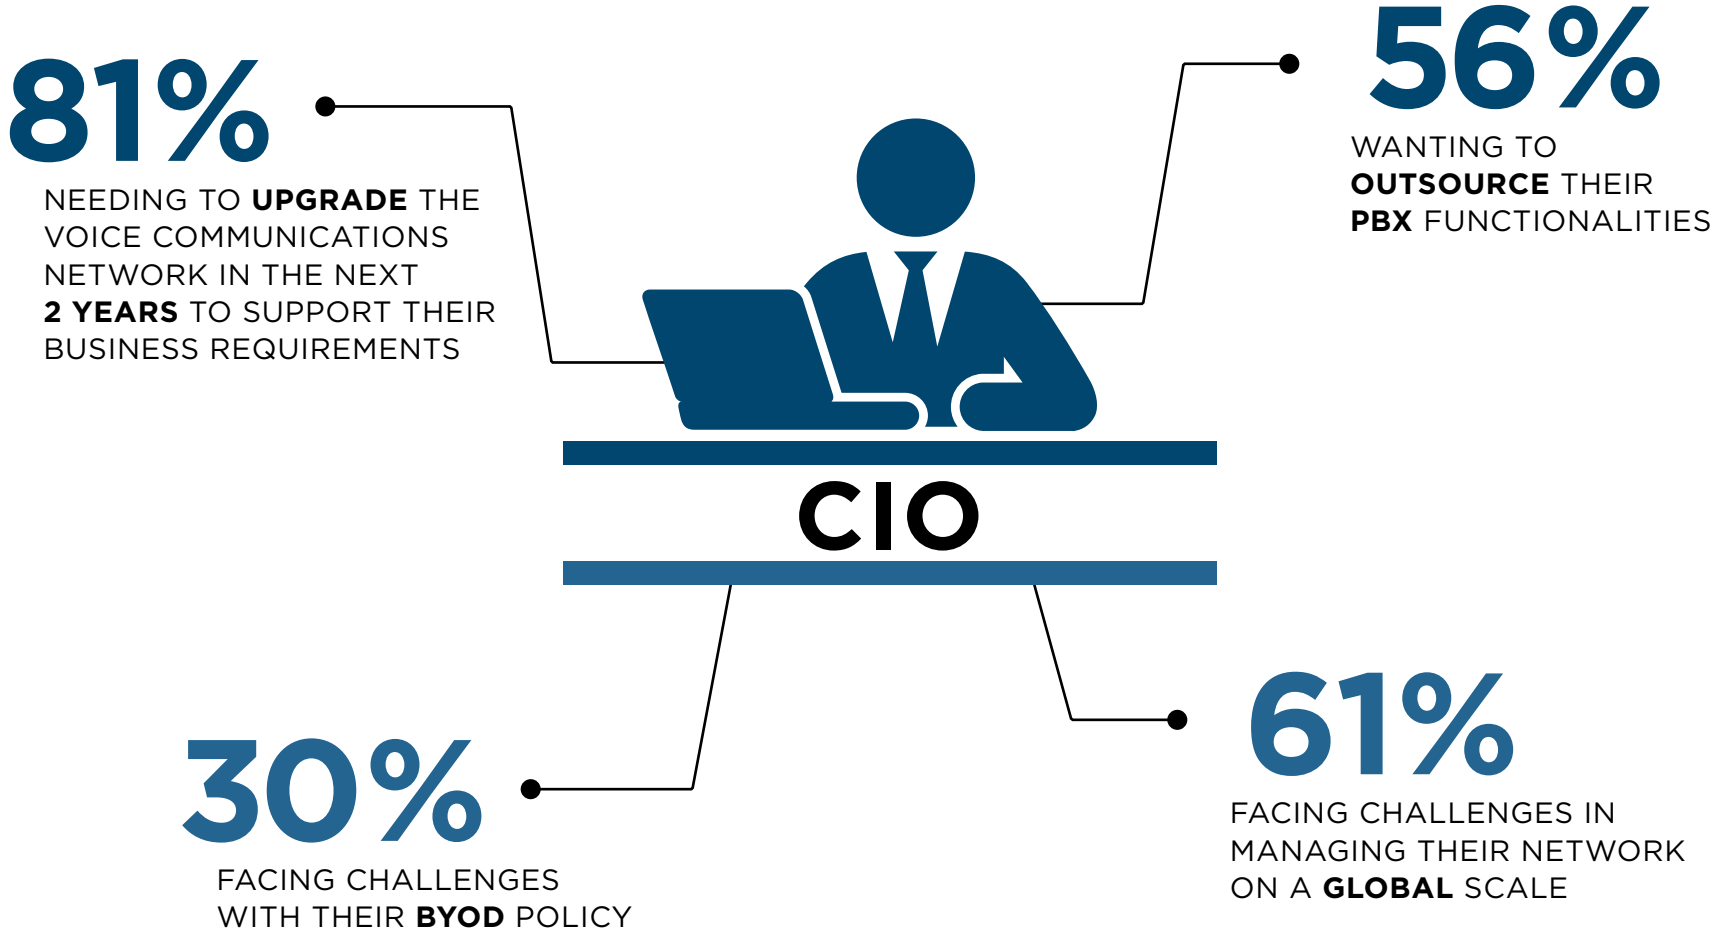 81%
NEEDING TO UPGRADE THE
VOICE COMMUNICATIONS
NETWORK IN THE NEXT
2 YEARS TO SUPPORT THEIR
BUSINESS REQUIREMENTS
56%
WANTING TO
OUTSOURCE THEIR
PBX FUNCTIONALITIES
CIO
30%
FACING CHALLENGES
WITH THEIR BYOD POLICY
61%
FACING CHALLENGES IN
MANAGING THEIR NETWORK
ON A GLOBAL SCALE